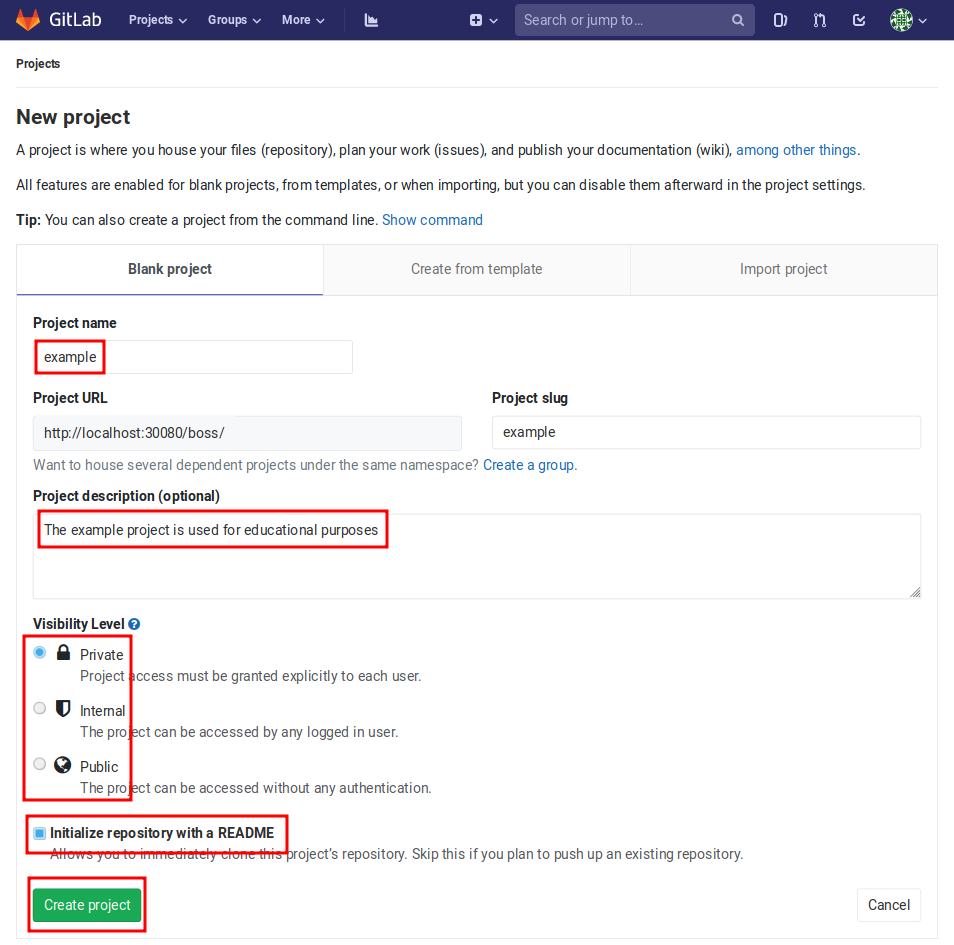 GitLab Projects Groups More Search or jump to…
Projects
New project
A project is where you house your files (repository), plan your work (issues), and publish your documentation (wiki), among other things.
All features are enabled for blank projects, from templates, or when importing, but you can disable them afterward in the project settings.
Tip: You can also create a project from the command line. Show command
Blank project Create from template Import project
Project name
example
Project URL Project slug
http://localhost:30080/boss/ example
Want to house several dependent projects under the same namespace? Create a group.
Project description (optional)
The example project is used for educational purposes
Visibility Level ?
Private
Project access must be granted explicitly to each user.
Internal
The project can be accessed by any logged in user.
Public
The project can be accessed without any authentication.
Initialize repository with a README
Allows you to immediately clone this project's repository. Skip this if you plan to push up an existing repository.
Create project Cancel